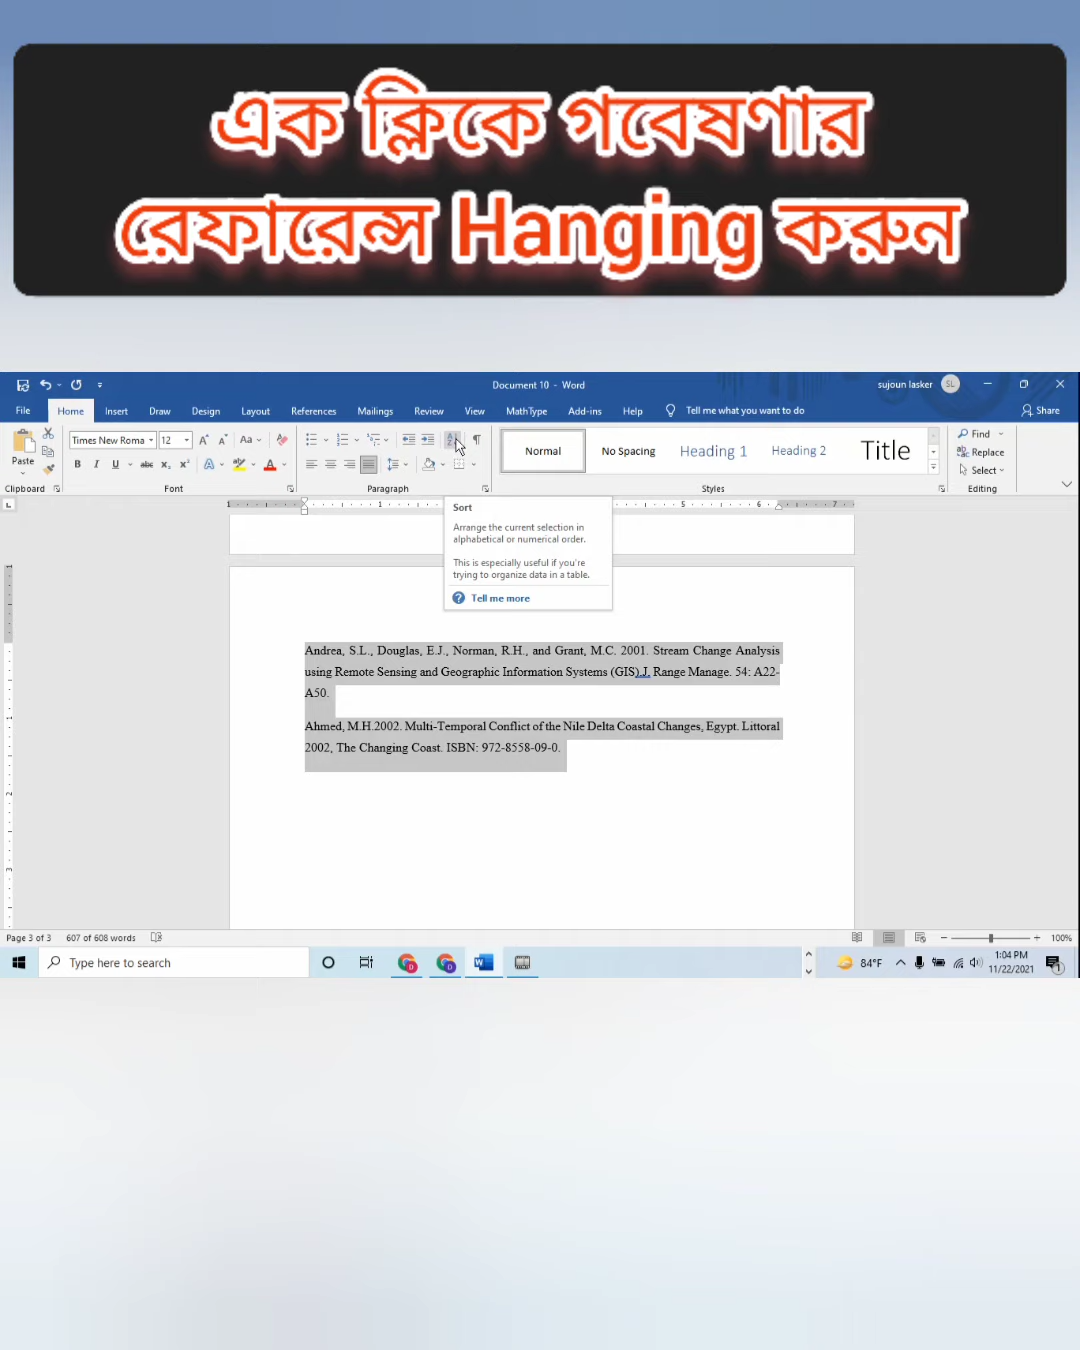 এক ক্লিকে গবেষণার
রেফারেন্স Hanging করুন
Document 10 - Word
sujoun lasker
SL
File Home Insert Draw Design Layout References Mailings Review View MathType Add-ins Help Tell me what you want to do Share
Paste
Times New Roma 12
Normal
No Spacing
Heading 1
Heading 2
Title
Find
Replace
Select
Clipboard Font Paragraph Styles Editing
Sort
Arrange the current selection in
alphabetical or numerical order.
This is especially useful if you're
trying to organize data in a table.
Tell me more
Andrea, S.L., Douglas, E.J., Norman, R.H., and Grant, M.C. 2001. Stream Change Analysis
using Remote Sensing and Geographic Information Systems (GIS).J. Range Manage. 54: A22-
A50.
Ahmed, M.H.2002. Multi-Temporal Conflict of the Nile Delta Coastal Changes, Egypt. Littoral
2002, The Changing Coast. ISBN: 972-8558-09-0.
Page 3 of 3 607 of 608 words
100%
Type here to search
84°F
1:04 PM
11/22/2021